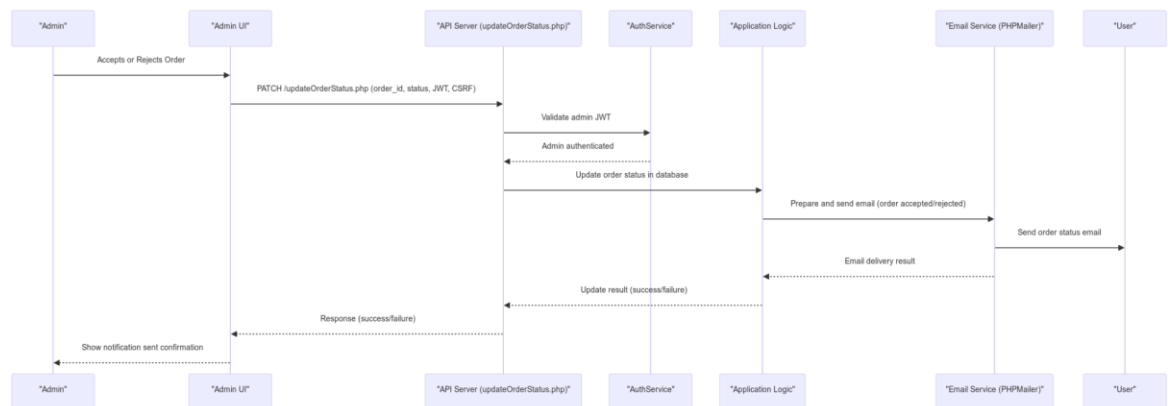 "Admin"
"Admin UI"
"API Server (updateOrderStatus.php)"
"AuthService"
"Application Logic"
"Email Service (PHPMailer)"
"User"
Accepts or Rejects Order
PATCH /updateOrderStatus.php (order_id, status, JWT, CSRF)
Validate admin JWT
Admin authenticated
Update order status in database
Prepare and send email (order accepted/rejected)
Send order status email
Email delivery result
Update result (success/failure)
Response (success/failure)
Show notification sent confirmation
"Admin"
"Admin UI"
"API Server (updateOrderStatus.php)"
"AuthService"
"Application Logic"
"Email Service (PHPMailer)"
"User"